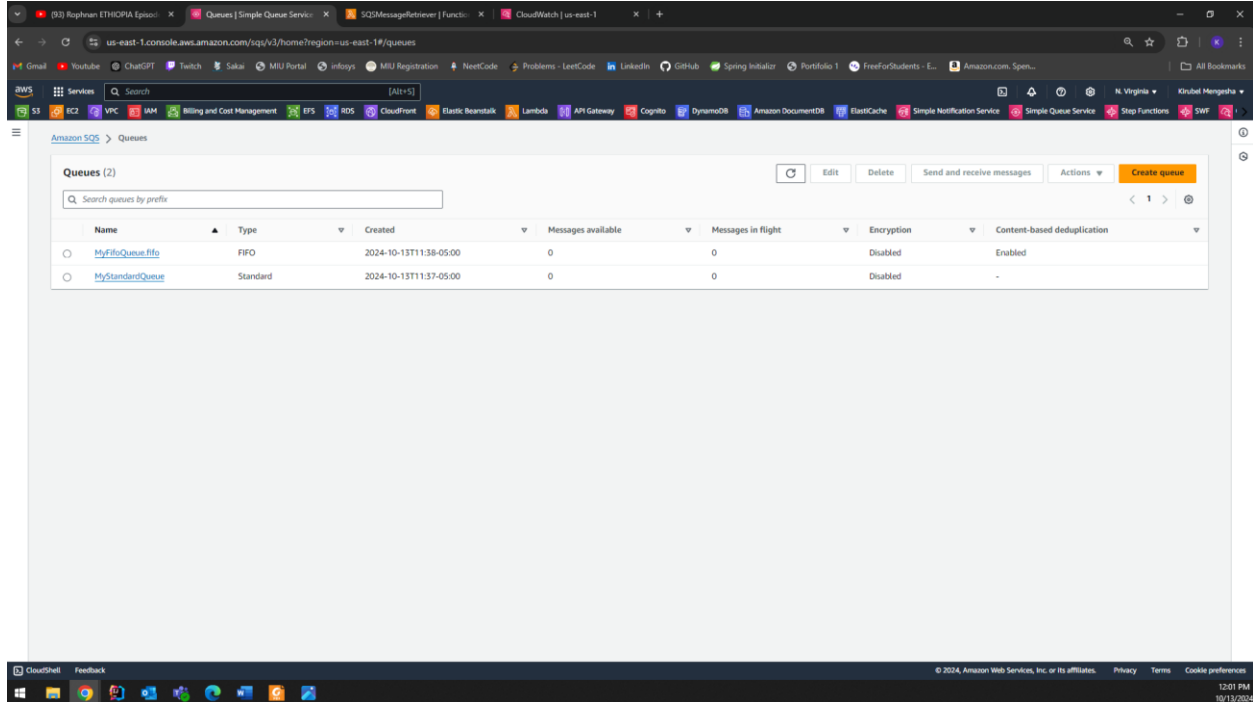 (93) Rophnan ETHIOPIA Episod
Queues | Simple Queue Service
SQSMessageRetriever | Functio
CloudWatch | us-east-1
us-east-1.console.aws.amazon.com/sqs/v3/home?region=us-east-1#/queues
Gmail Youtube ChatGPT Twitch Sakai MIU Portal infosys MIU Registration NeetCode Problems - LeetCode LinkedIn GitHub Spring Initializr Portifolio 1 FreeForStudents - E... Amazon.com. Spen... All Bookmarks
aws Services Search [Alt+S] N. Virginia Kirubel Mengesha
S3 EC2 VPC IAM Billing and Cost Management EFS RDS CloudFront Elastic Beanstalk Lambda API Gateway Cognito DynamoDB Amazon DocumentDB ElastiCache Simple Notification Service Simple Queue Service Step Functions SWF
Amazon SQS > Queues
Queues (2) Edit Delete Send and receive messages Actions Create queue
Search queues by prefix 1
Name Type Created Messages available Messages in flight Encryption Content-based deduplication
MyFifoQueue.fifo FIFO 2024-10-13T11:38-05:00 0 0 Disabled Enabled
MyStandardQueue Standard 2024-10-13T11:37-05:00 0 0 Disabled -
CloudShell Feedback © 2024, Amazon Web Services, Inc. or its affiliates. Privacy Terms Cookie preferences
12:01 PM
10/13/2024